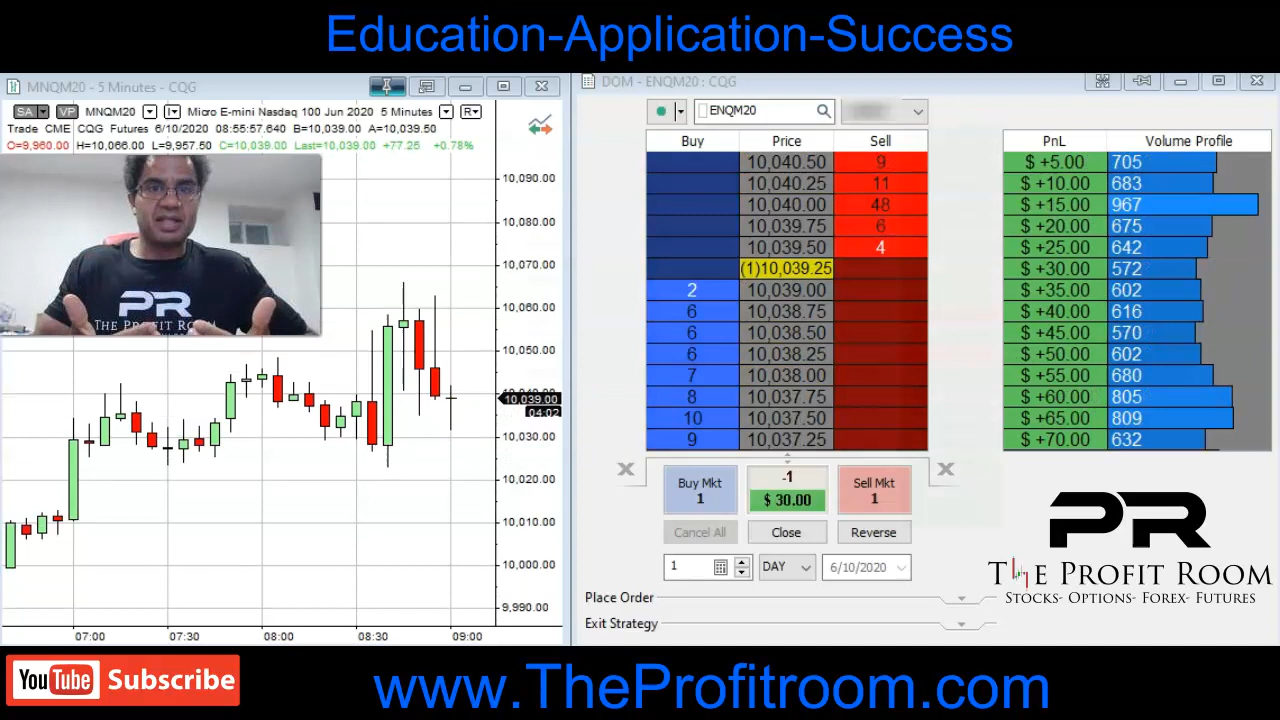 Education-Application-Success
MNQM20 - 5 Minutes - CQG
SA VP MNQM20 I Micro E-mini Nasdaq 100 Jun 2020 5 Minutes R
Trade CME CQG Futures 6/10/2020 08:55:57.640 B=10,039.00 A=10,039.50
O=9,960.00 H=10,066.00 L=9,957.50 C=10,039.00 Last=10,039.00 +77.25 +0.78%
10,090.00
10,080.00
10,070.00
10,060.00
10,050.00
10,039.00
04:02
10,030.00
10,020.00
10,010.00
10,000.00
9,990.00
07:00 07:30 08:00 08:30 09:00
PR
THE PROFIT ROOM
DOM - ENQM20 : CQG
ENQM20
Buy Price Sell PnL Volume Profile
10,040.50 9 $ +5.00 705
10,040.25 11 $ +10.00 683
10,040.00 48 $ +15.00 967
10,039.75 6 $ +20.00 675
10,039.50 4 $ +25.00 642
(1)10,039.25 $ +30.00 572
2 10,039.00 $ +35.00 602
6 10,038.75 $ +40.00 616
6 10,038.50 $ +45.00 570
6 10,038.25 $ +50.00 602
7 10,038.00 $ +55.00 680
8 10,037.75 $ +60.00 805
10 10,037.50 $ +65.00 809
9 10,037.25 $ +70.00 632
Buy Mkt -1 Sell Mkt
1 $ 30.00 1
Cancel All Close Reverse
1 DAY 6/10/2020
Place Order
Exit Strategy
PR
THE PROFIT ROOM
STOCKS- OPTIONS- FOREX- FUTURES
YouTube Subscribe
www.TheProfitroom.com